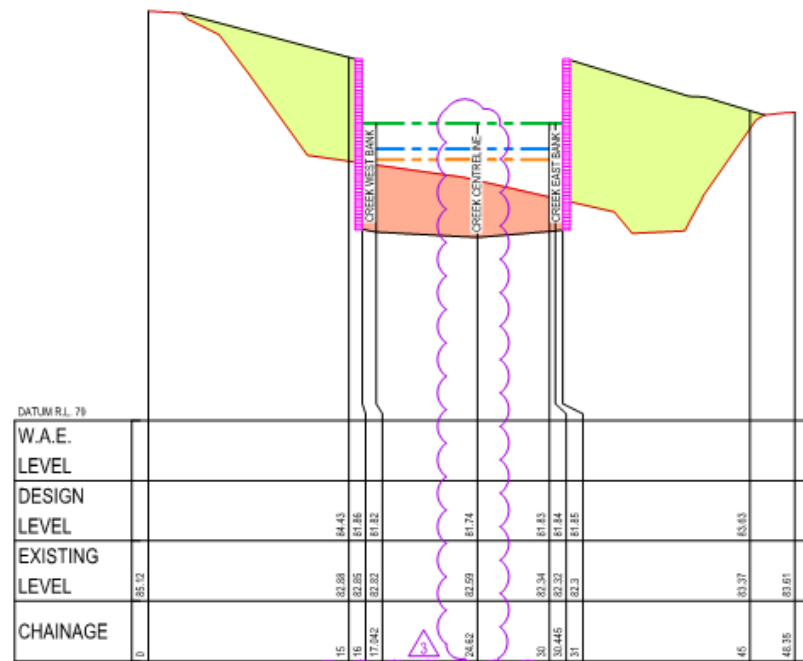 CREEK WEST BANK
CREEK CENTRELINE
CREEK EAST BANK
DATUM R.L. 79
W.A.E.
LEVEL
DESIGN
LEVEL
84.43
81.86
81.82
81.74
81.83
81.84
81.85
83.63
EXISTING
LEVEL
85.12
82.88
82.85
82.82
82.59
82.34
82.32
82.3
83.37
83.61
CHAINAGE
0
15
16
17.042
3
24.62
30
30.445
31
45
48.35